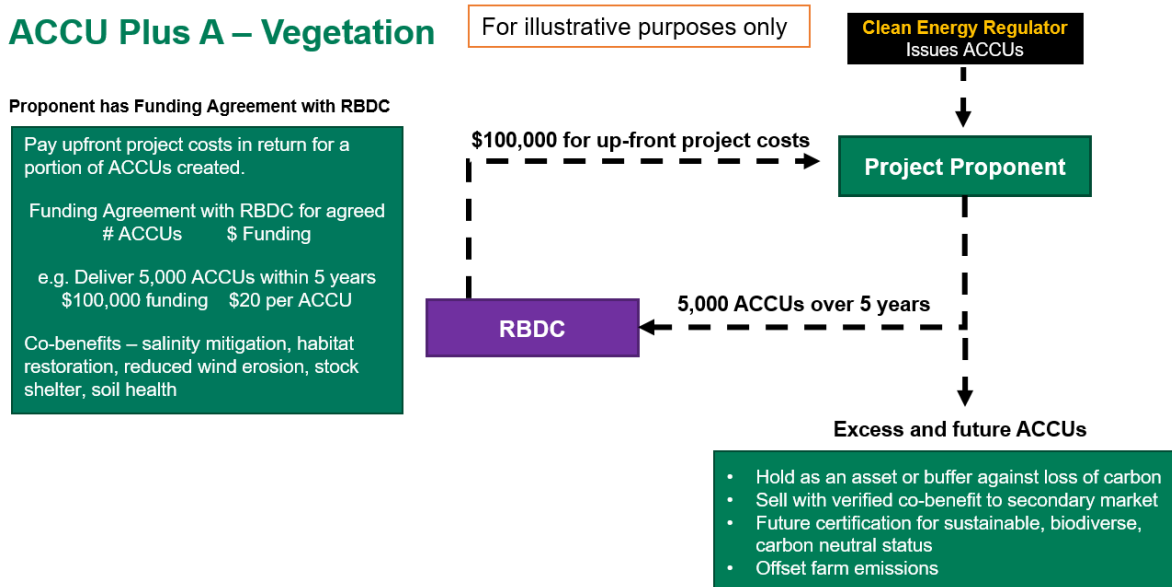 ACCU Plus A – Vegetation
For illustrative purposes only
Clean Energy Regulator
Issues ACCUs
Proponent has Funding Agreement with RBDC
Pay upfront project costs in return for a
portion of ACCUs created.
Funding Agreement with RBDC for agreed
# ACCUs $ Funding
e.g. Deliver 5,000 ACCUs within 5 years
$100,000 funding $20 per ACCU
Co-benefits – salinity mitigation, habitat
restoration, reduced wind erosion, stock
shelter, soil health
$100,000 for up-front project costs
Project Proponent
RBDC
5,000 ACCUs over 5 years
Excess and future ACCUs
• Hold as an asset or buffer against loss of carbon
• Sell with verified co-benefit to secondary market
• Future certification for sustainable, biodiverse,
carbon neutral status
• Offset farm emissions